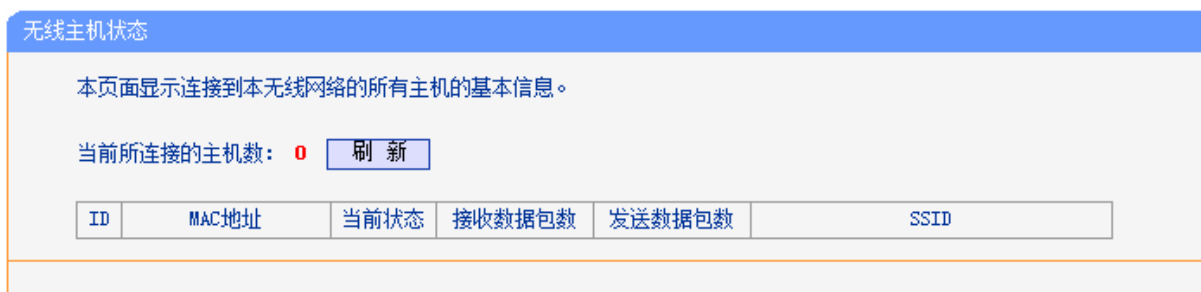 无线主机状态
本页面显示连接到本无线网络的所有主机的基本信息。
当前所连接的主机数： 0 刷 新
ID MAC地址 当前状态 接收数据包数 发送数据包数 SSID